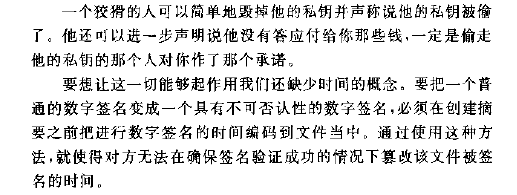 一个狡猾的人可以简单地毁掉他的私钥并声称说他的私钥被偷
了。他还可以进一步声明说他没有答应付给你那些钱,一定是偷走
他的私钥的那个人对你作了那个承诺。
要想让这一切能够起作用我们还缺少时间的概念。要把一个普
通的数字签名变成一个具有不可否认性的数字签名,必须在创建摘
要之前把进行数字签名的时间编码到文件当中。通过使用这种方
法,就使得对方无法在确保签名验证成功的情况下篡改该文件被签
名的时间。